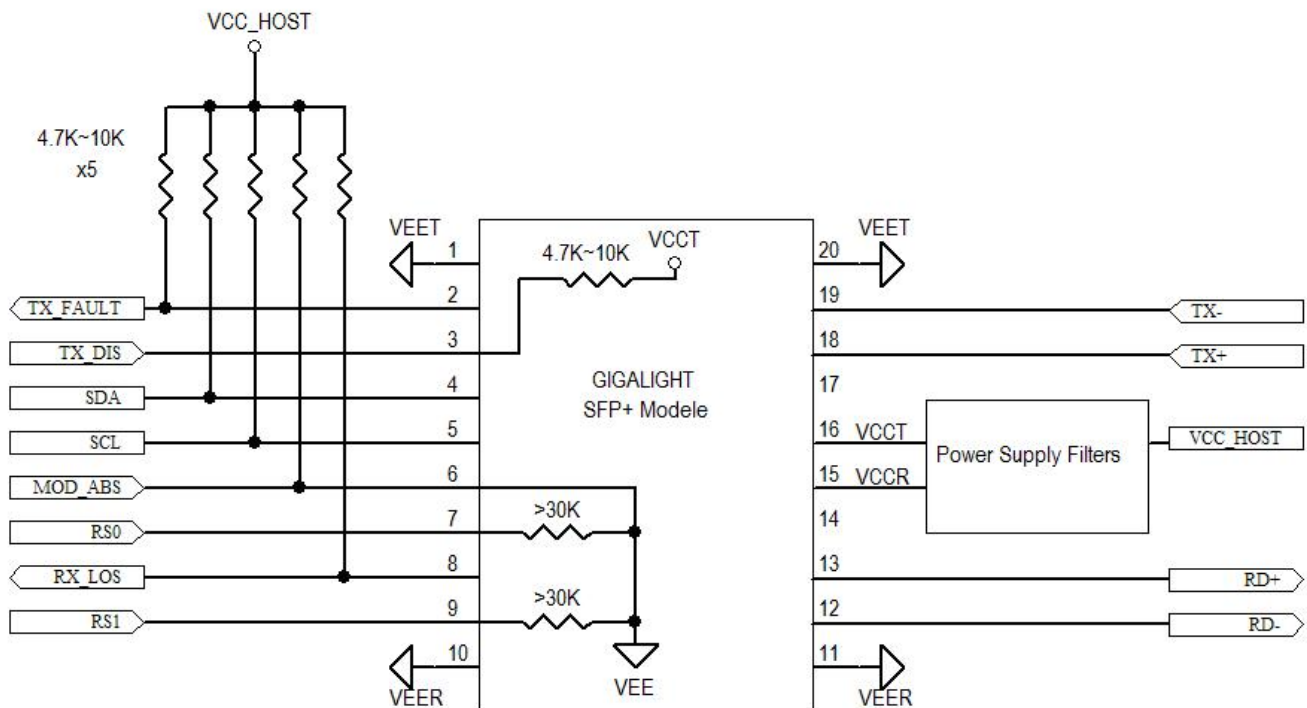 VCC_HOST
4.7K~10K
x5
VEET
1
4.7K~10K
VCCT
20
VEET
TX_FAULT
2
19
TX-
TX_DIS
3
18
TX+
SDA
4
GIGALIGHT
SFP+ Modele
17
SCL
5
16
VCCT
Power Supply Filters
VCC_HOST
MOD_ABS
6
15
VCCR
RS0
7
>30K
14
RX_LOS
8
13
RD+
RS1
9
>30K
12
RD-
10
VEER
VEE
11
VEER